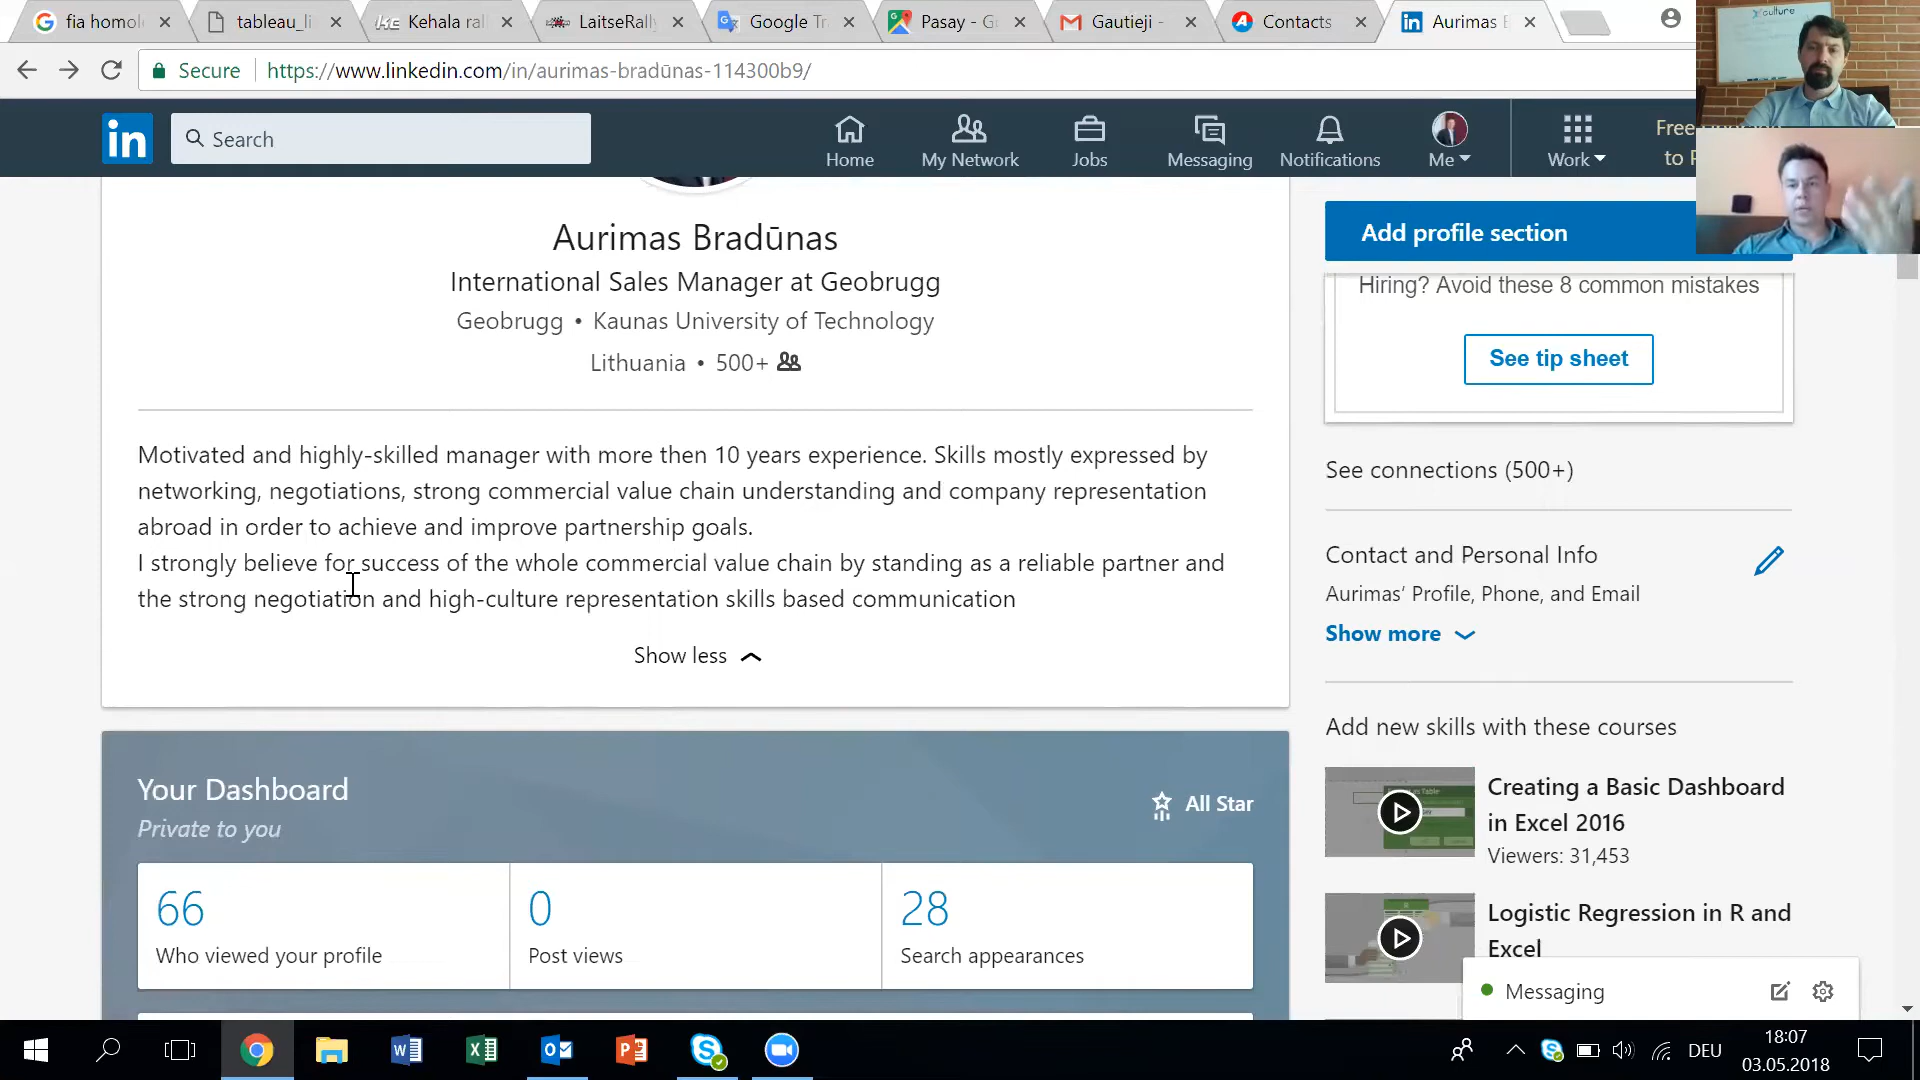 fia homol
tableau_li
Kehala ral
LaitseRally
Google Tra
Pasay - G
Gautieji -
Contacts
Aurimas B
Secure
https://www.linkedin.com/in/aurimas-bradūnas-114300b9/
in
Search
Home
My Network
Jobs
Messaging
Notifications
Me
Work
Free
to
Xculture
Aurimas Bradūnas
International Sales Manager at Geobrugg
Geobrugg • Kaunas University of Technology
Lithuania • 500+
Motivated and highly-skilled manager with more then 10 years experience. Skills mostly expressed by
networking, negotiations, strong commercial value chain understanding and company representation
abroad in order to achieve and improve partnership goals.
I strongly believe for success of the whole commercial value chain by standing as a reliable partner and
the strong negotiation and high-culture representation skills based communication
Show less
Add profile section
Hiring? Avoid these 8 common mistakes
See tip sheet
See connections (500+)
Contact and Personal Info
Aurimas' Profile, Phone, and Email
Show more
Add new skills with these courses
Creating a Basic Dashboard
in Excel 2016
Viewers: 31,453
Logistic Regression in R and
Excel
Your Dashboard
Private to you
All Star
66
Who viewed your profile
0
Post views
28
Search appearances
Messaging
DEU
18:07
03.05.2018